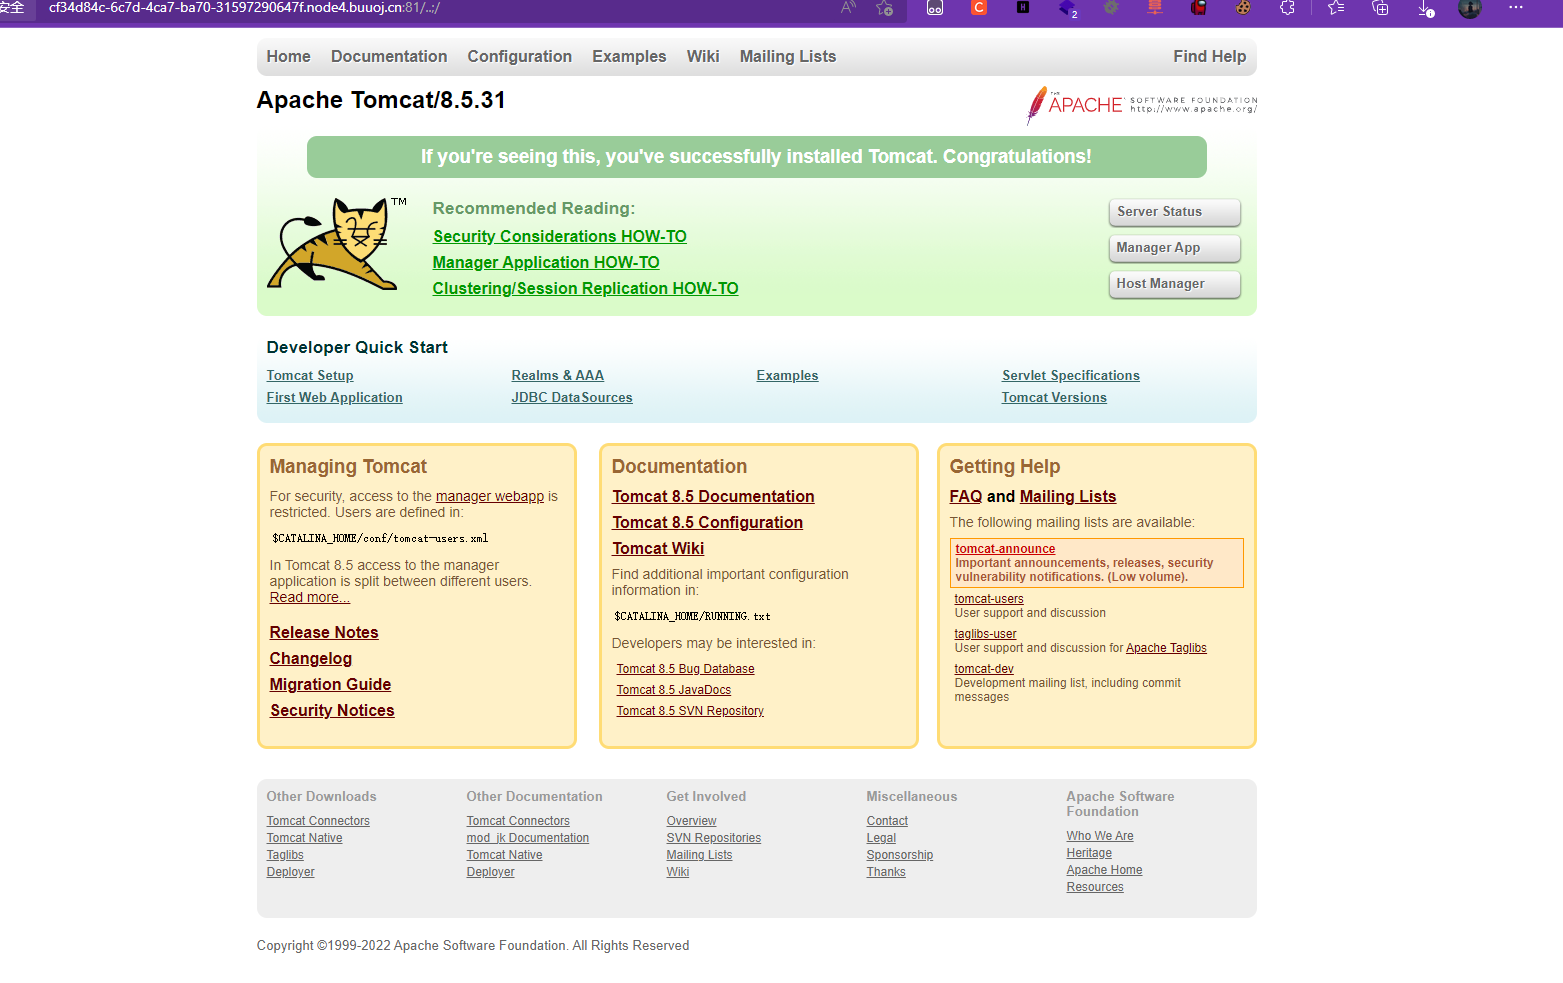 安全 cf34d84c-6c7d-4ca7-ba70-31597290647f.node4.buuoj.cn:81/..;/
Home Documentation Configuration Examples Wiki Mailing Lists Find Help
Apache Tomcat/8.5.31
THE APACHE SOFTWARE FOUNDATION
http://www.apache.org/
If you're seeing this, you've successfully installed Tomcat. Congratulations!
TM
Recommended Reading:
Security Considerations HOW-TO
Manager Application HOW-TO
Clustering/Session Replication HOW-TO
Server Status
Manager App
Host Manager
Developer Quick Start
Tomcat Setup
First Web Application
Realms & AAA
JDBC DataSources
Examples
Servlet Specifications
Tomcat Versions
Managing Tomcat
For security, access to the manager webapp is
restricted. Users are defined in:
$CATALINA_HOME/conf/tomcat-users.xml
In Tomcat 8.5 access to the manager
application is split between different users.
Read more...
Release Notes
Changelog
Migration Guide
Security Notices
Documentation
Tomcat 8.5 Documentation
Tomcat 8.5 Configuration
Tomcat Wiki
Find additional important configuration
information in:
$CATALINA_HOME/RUNNING.txt
Developers may be interested in:
Tomcat 8.5 Bug Database
Tomcat 8.5 JavaDocs
Tomcat 8.5 SVN Repository
Getting Help
FAQ and Mailing Lists
The following mailing lists are available:
tomcat-announce
Important announcements, releases, security
vulnerability notifications. (Low volume).
tomcat-users
User support and discussion
taglibs-user
User support and discussion for Apache Taglibs
tomcat-dev
Development mailing list, including commit
messages
Other Downloads
Tomcat Connectors
Tomcat Native
Taglibs
Deployer
Other Documentation
Tomcat Connectors
mod_jk Documentation
Tomcat Native
Deployer
Get Involved
Overview
SVN Repositories
Mailing Lists
Wiki
Miscellaneous
Contact
Legal
Sponsorship
Thanks
Apache Software
Foundation
Who We Are
Heritage
Apache Home
Resources
Copyright ©1999-2022 Apache Software Foundation. All Rights Reserved